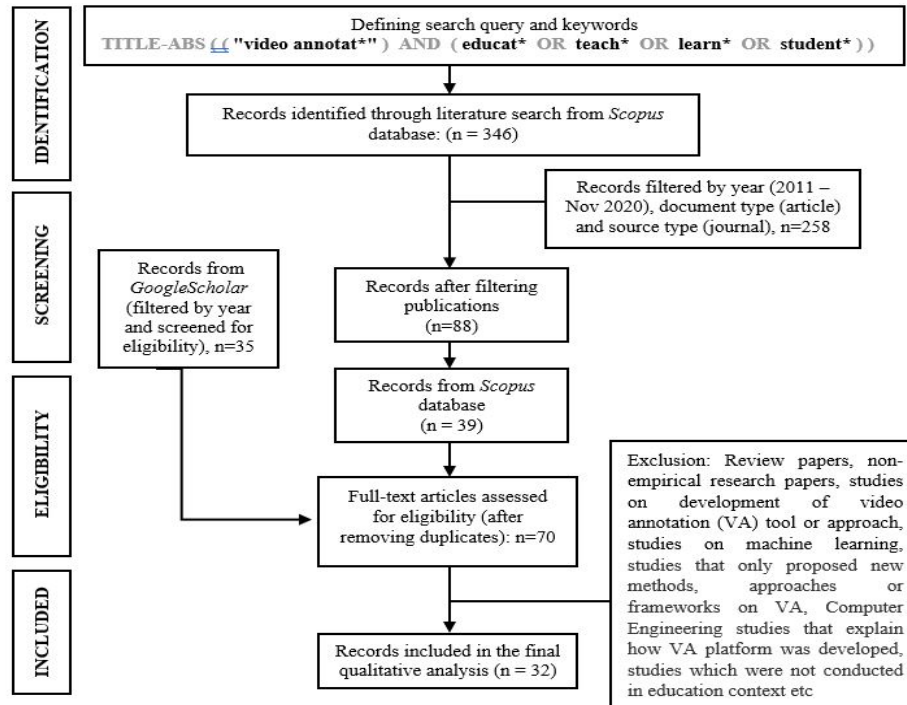 IDENTIFICATION
Defining search query and keywords
TITLE-ABS (( "video annotat*" ) AND ( educat* OR teach* OR learn* OR student* ))
Records identified through literature search from Scopus
database: (n = 346)
SCREENING
Records filtered by year (2011 –
Nov 2020), document type (article)
and source type (journal), n=258
Records from
GoogleScholar
(filtered by year
and screened for
eligibility), n=35
Records after filtering
publications
(n=88)
ELIGIBILITY
Records from Scopus
database
(n = 39)
Full-text articles assessed
for eligibility (after
removing duplicates): n=70
Exclusion: Review papers, non-
empirical research papers, studies
on development of video
annotation (VA) tool or approach,
studies on machine learning,
studies that only proposed new
methods, approaches or
frameworks on VA, Computer
Engineering studies that explain
how VA platform was developed,
studies which were not conducted
in education context etc
INCLUDED
Records included in the final
qualitative analysis (n = 32)